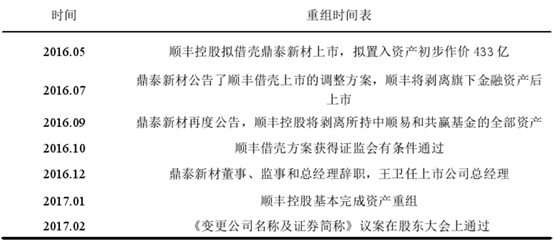 时间 重组时间表
2016.05 顺丰控股拟借壳鼎泰新材上市，拟置入资产初步作价 433 亿
2016.07 鼎泰新材公告了顺丰借壳上市的调整方案，顺丰将剥离旗下金融资产后
上市
2016.09 鼎泰新材再度公告，顺丰控股将剥离所持中顺易和共赢基金的全部资产
2016.10 顺丰借壳方案获得证监会有条件通过
2016.12 鼎泰新材董事、监事和总经理辞职，王卫任上市公司总经理
2017.01 顺丰控股基本完成资产重组
2017.02 《变更公司名称及证券简称》议案在股东大会上通过